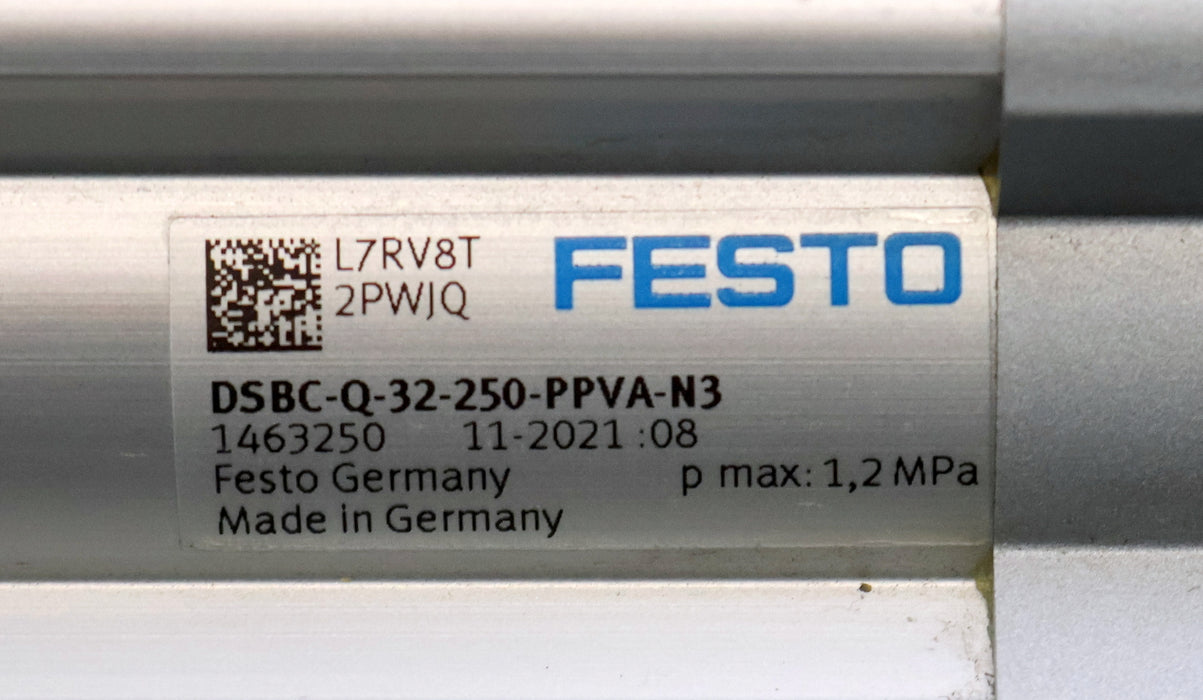 L7RV8T
2PWJQ
FESTO
DSBC-Q-32-250-PPVA-N3
1463250 11-2021 :08
Festo Germany p max: 1,2 MPa
Made in Germany